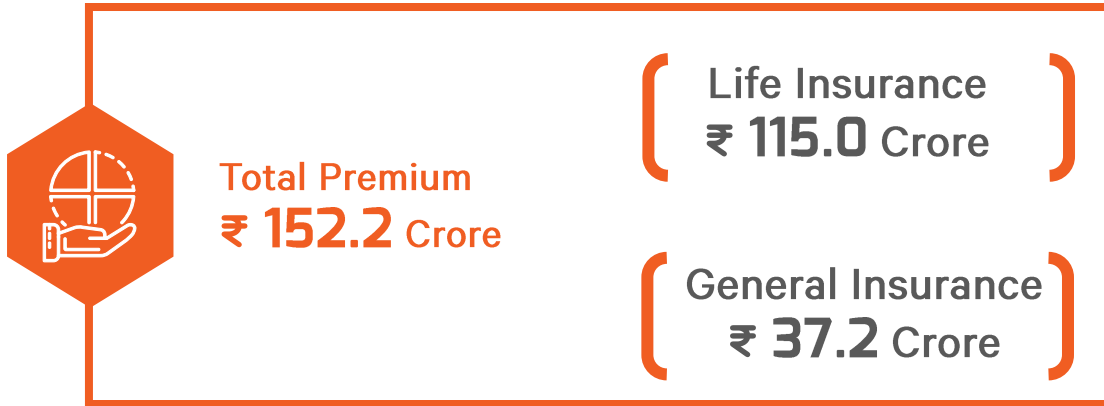 Total Premium
₹ 152.2 Crore
Life Insurance
₹ 115.0 Crore
General Insurance
₹ 37.2 Crore